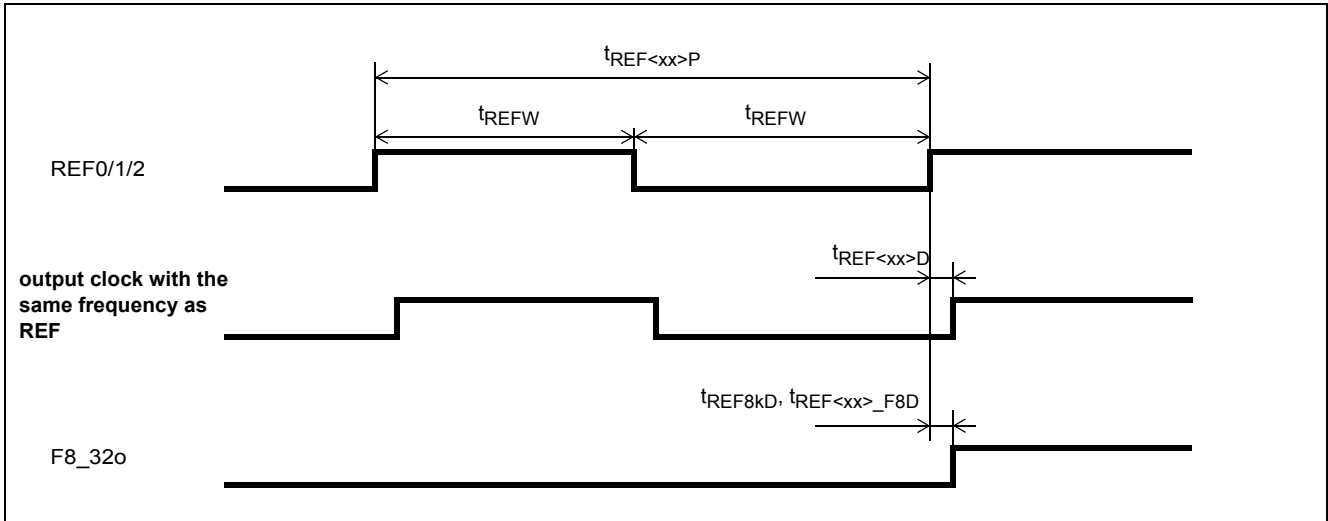 tREF<xx>P
tREFW
tREFW
REF0/1/2
tREF<xx>D
output clock with the
same frequency as
REF
tREF8kD, tREF<xx>_F8D
F8_32o